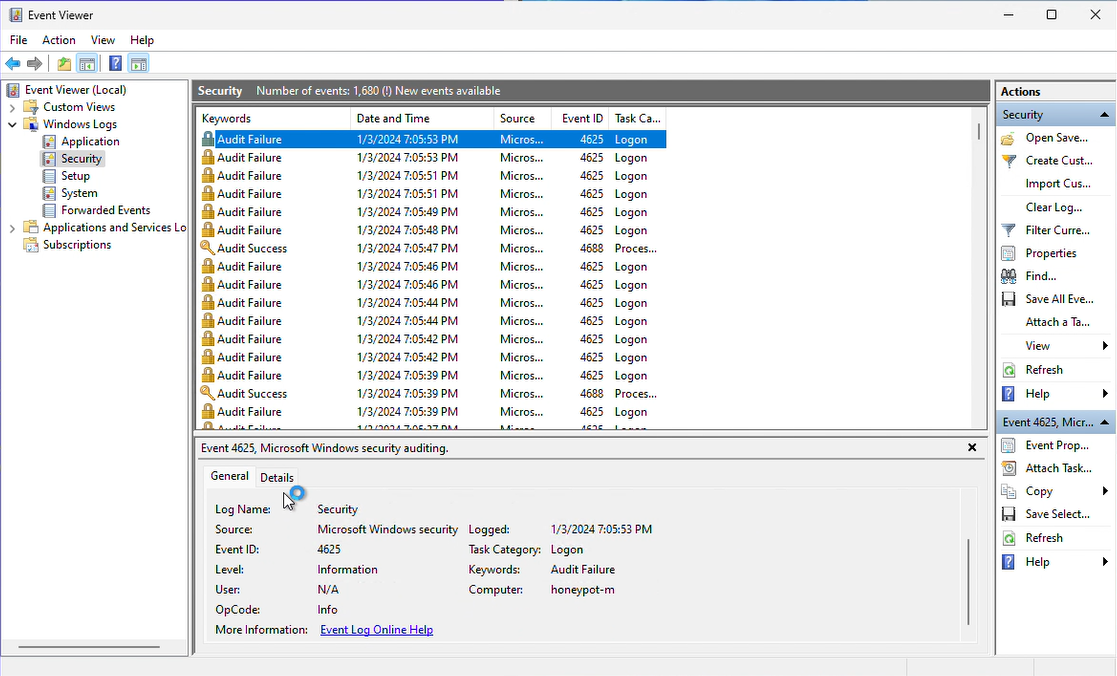 Event Viewer
File Action View Help
Event Viewer (Local)
Custom Views
Windows Logs
Application
Security
Setup
System
Forwarded Events
Applications and Services Lo
Subscriptions
Security Number of events: 1,680 (!) New events available
Keywords Date and Time Source Event ID Task Ca...
Audit Failure 1/3/2024 7:05:53 PM Micros... 4625 Logon
Audit Failure 1/3/2024 7:05:53 PM Micros... 4625 Logon
Audit Failure 1/3/2024 7:05:51 PM Micros... 4625 Logon
Audit Failure 1/3/2024 7:05:51 PM Micros... 4625 Logon
Audit Failure 1/3/2024 7:05:49 PM Micros... 4625 Logon
Audit Failure 1/3/2024 7:05:48 PM Micros... 4625 Logon
Audit Success 1/3/2024 7:05:47 PM Micros... 4688 Proces...
Audit Failure 1/3/2024 7:05:46 PM Micros... 4625 Logon
Audit Failure 1/3/2024 7:05:46 PM Micros... 4625 Logon
Audit Failure 1/3/2024 7:05:44 PM Micros... 4625 Logon
Audit Failure 1/3/2024 7:05:44 PM Micros... 4625 Logon
Audit Failure 1/3/2024 7:05:42 PM Micros... 4625 Logon
Audit Failure 1/3/2024 7:05:42 PM Micros... 4625 Logon
Audit Failure 1/3/2024 7:05:39 PM Micros... 4625 Logon
Audit Success 1/3/2024 7:05:39 PM Micros... 4688 Proces...
Audit Failure 1/3/2024 7:05:39 PM Micros... 4625 Logon
Audit Failure 1/3/2024 7:05:37 PM Micros... 4625 Logon
Event 4625, Microsoft Windows security auditing.
General Details
Log Name: Security
Source: Microsoft Windows security Logged: 1/3/2024 7:05:53 PM
Event ID: 4625 Task Category: Logon
Level: Information Keywords: Audit Failure
User: N/A Computer: honeypot-m
OpCode: Info
More Information: Event Log Online Help
Actions
Security
Open Save...
Create Cust...
Import Cus...
Clear Log...
Filter Curre...
Properties
Find...
Save All Eve...
Attach a Ta...
View
Refresh
Help
Event 4625, Micr...
Event Prop...
Attach Task...
Copy
Save Select...
Refresh
Help